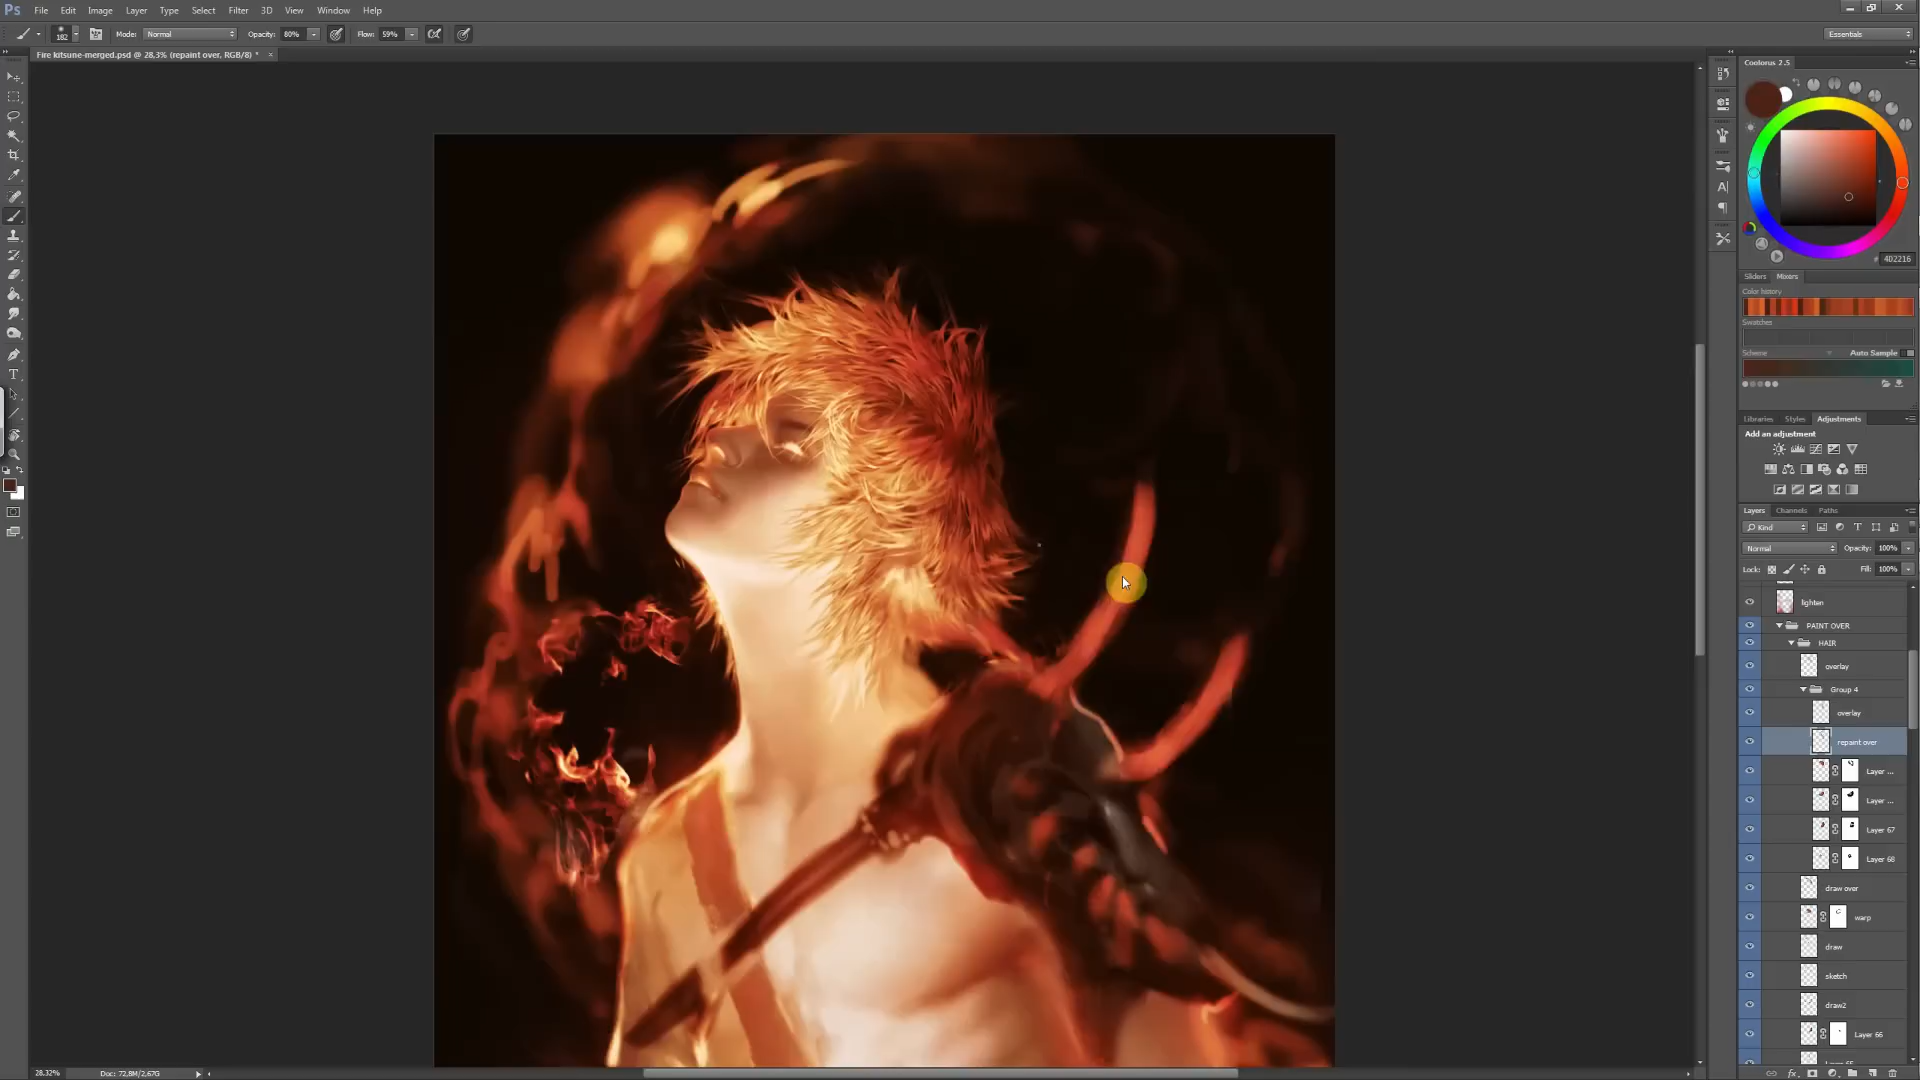 Ps File Edit Image Layer Type Select Filter 3D View Window Help
182 Mode: Normal Opacity: 80% Flow: 59% Essentials
Fire kitsune-merged.psd @ 28,3% (repaint over, RGB/8) * ×
Coolorus 2.5
# 4D2216
Sliders Mixers
Color history
Swatches
Scheme Auto Sample
Libraries Styles Adjustments
Add an adjustment
Layers Channels Paths
Kind
Normal Opacity: 100%
Lock: Fill: 100%
lighten
PAINT OVER
HAIR
overlay
Group 4
overlay
repaint over
Layer ...
Layer ...
Layer 67
Layer 68
draw over
warp
draw
sketch
draw2
Layer 66
28.32% Doc: 72,8M/2,67G